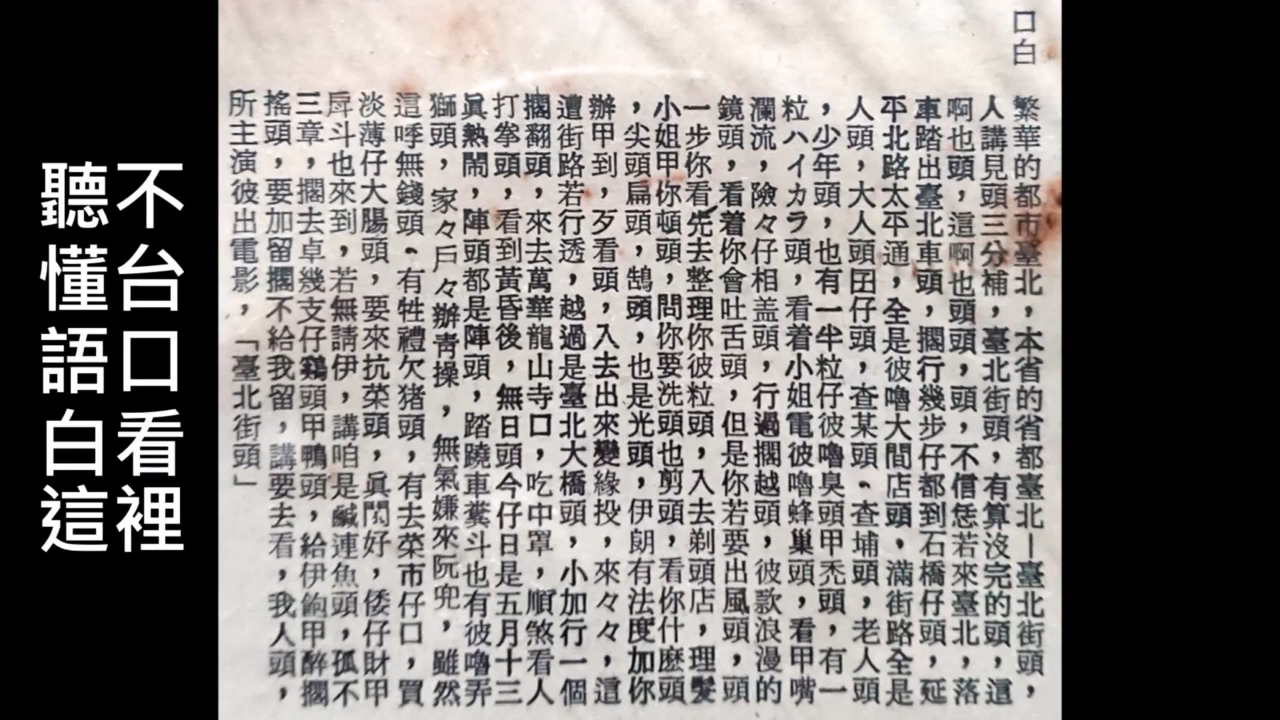 不台口看裡
聽懂語白這
口白
繁華的都市臺北，本省的省都臺北—臺北街頭，
人講見頭三分補，臺北街頭，有算沒完的頭，這
啊也頭，這啊也頭頭，頭，不信恁若來臺北，落
車踏出臺北車頭，擱行幾步仔都到石橋仔頭，延
平北路太平通，全是彼嚕大間店頭，滿街路全是
人頭，大人頭囝仔頭，查某頭、查埔頭，老人頭
，少年頭，也有一半粒仔彼嚕臭頭甲禿頭，有一
粒ハイカラ頭，看着小姐電彼嚕蜂巢頭，看甲嘴
瀾流，險々仔相盖頭，行過擱越頭，彼款浪漫的
鏡頭，看着你會吐舌頭，但是你若要出風頭，頭
一步你看先去整理你彼粒頭，入去剃頭店，理髮
小姐甲你頓頭，問你要洗頭也剪頭，看你什麼頭
，尖頭扁頭，鵠頭，也是光頭，伊朗有法度加你
辦甲到，歹看頭，入去出來變緣投，來々々，這
遭街路若行透，越過是臺北大橋頭，小加行一個
擱翻頭，來去萬華龍山寺口，吃中罩，順煞看人
打拳頭，看到黃昏後，無日頭今仔日是五月十三
眞熱鬧，陣頭都是陣頭，踏蹺車糞斗也有彼嚕弄
獅頭，家々戶々辦靑操，無氣嫌來阮兜，雖然
這呼無錢頭、有牲禮欠猪頭，有去菜市仔口，買
淡薄仔大陽頭，要來抗菜頭，眞閗好，倭仔財甲
戽斗也來到，若無請伊，講咱是鹹連魚頭，孤不
三章，擱去卓幾支仔鷄頭甲鴨頭，給伊飽甲醉擱
搖頭，要加留擱不給我留，講要去看，我人頭，
所主演彼出電影，「臺北街頭」